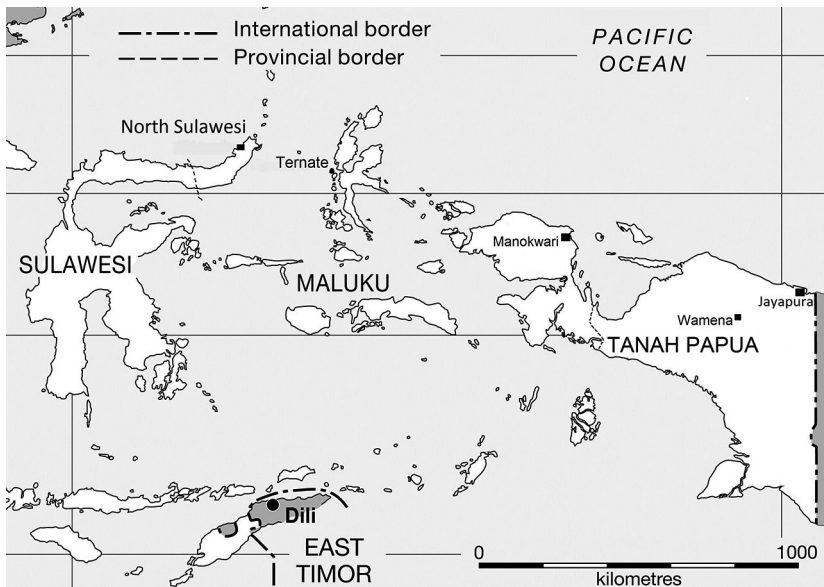 International border
Provincial border
PACIFIC
OCEAN
North Sulawesi
Ternate
SULAWESI
MALUKU
Manokwari
Jayapura
Wamena
TANAH PAPUA
Dili
EAST
TIMOR
0
1000
kilometres